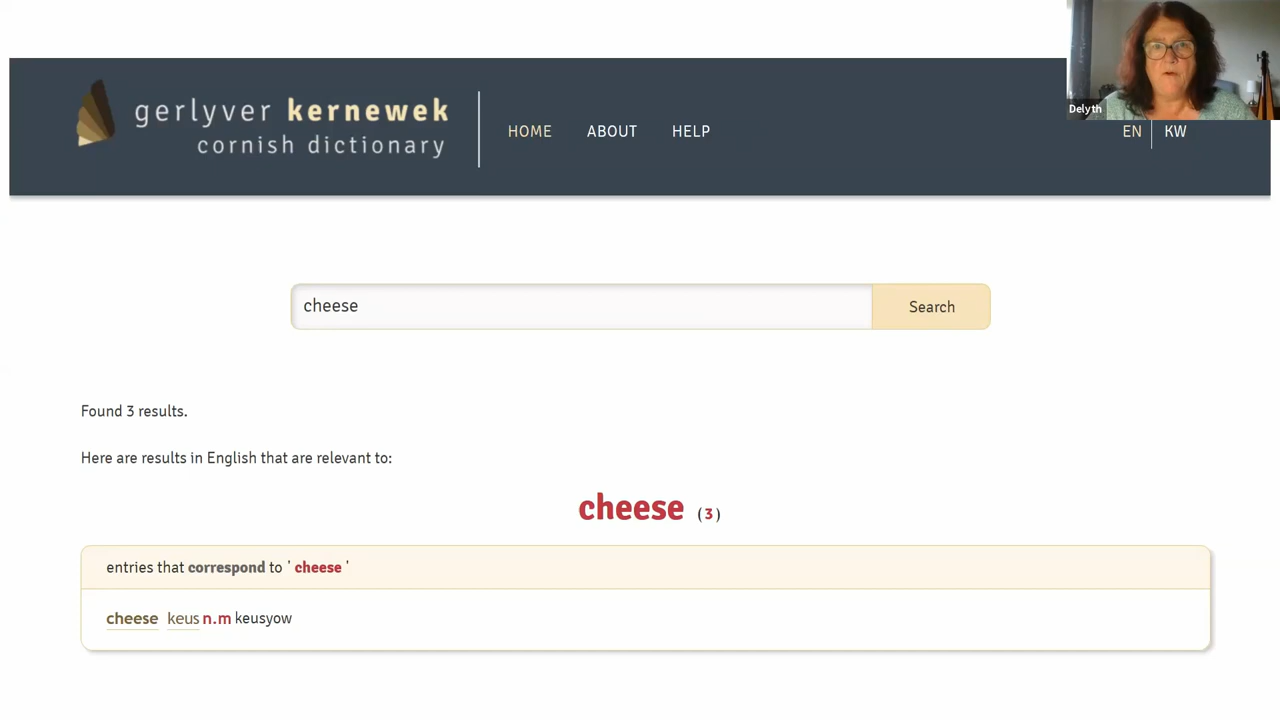 gerlyver kernewek
cornish dictionary
HOME ABOUT HELP
Delyth
EN KW
cheese
Search
Found 3 results.
Here are results in English that are relevant to:
cheese (3)
entries that correspond to ' cheese '
cheese keus n.m keusyow